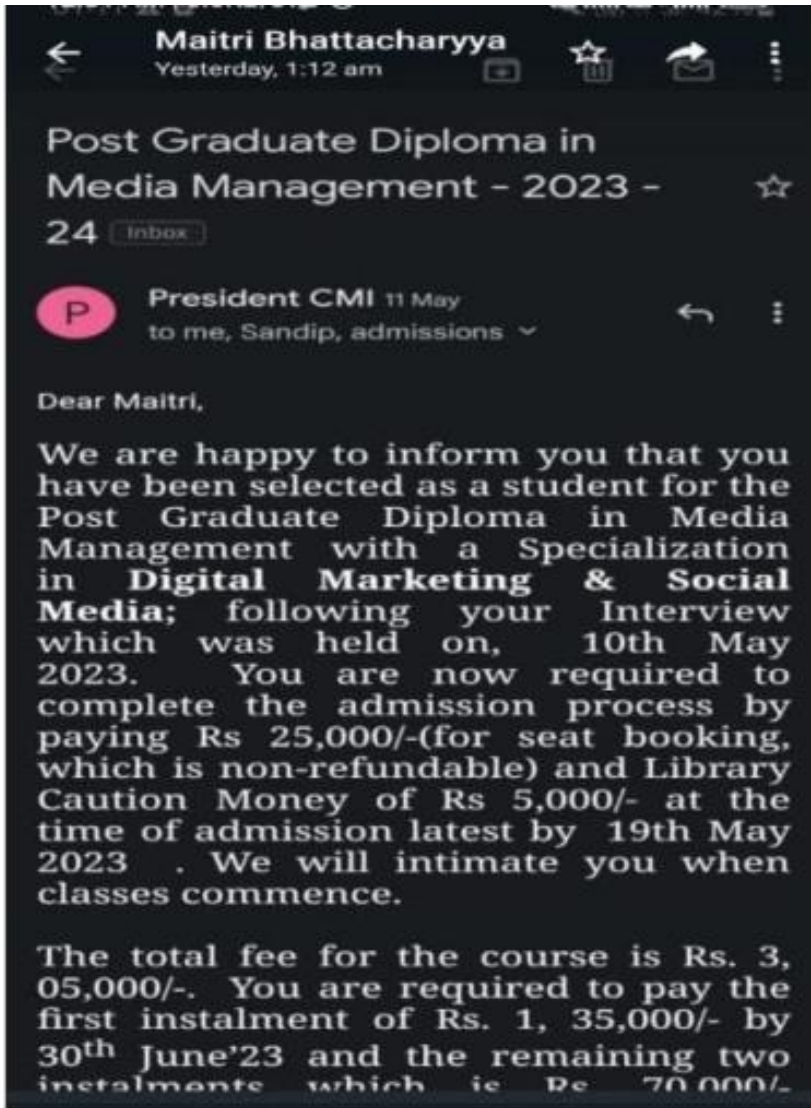 Maitri Bhattacharyya
Yesterday, 1:12 am
Post Graduate Diploma in
Media Management - 2023 -
24 Inbox
P
President CMI 11 May
to me, Sandip, admissions
Dear Maitri,
We are happy to inform you that you
have been selected as a student for the
Post Graduate Diploma in Media
Management with a Specialization
in Digital Marketing & Social
Media; following your Interview
which was held on, 10th May
2023. You are now required to
complete the admission process by
paying Rs 25,000/-(for seat booking,
which is non-refundable) and Library
Caution Money of Rs 5,000/- at the
time of admission latest by 19th May
2023 . We will intimate you when
classes commence.
The total fee for the course is Rs. 3,
05,000/-. You are required to pay the
first instalment of Rs. 1, 35,000/- by
30th June'23 and the remaining two
instalments which is Rs 70,000/-